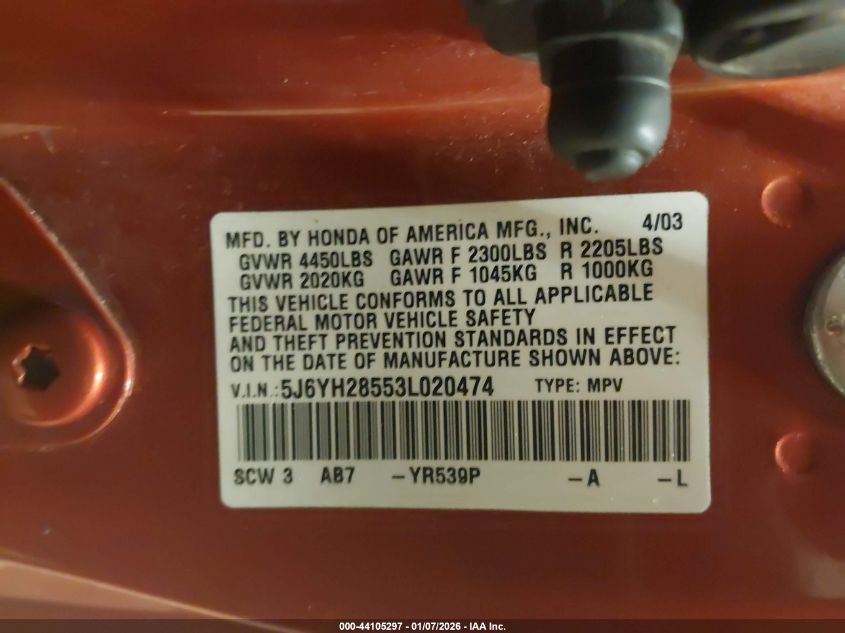 MFD. BY HONDA OF AMERICA MFG., INC. 4/03
GVWR 4450LBS GAWR F 2300LBS R 2205LBS
GVWR 2020KG GAWR F 1045KG R 1000KG
THIS VEHICLE CONFORMS TO ALL APPLICABLE
FEDERAL MOTOR VEHICLE SAFETY
AND THEFT PREVENTION STANDARDS IN EFFECT
ON THE DATE OF MANUFACTURE SHOWN ABOVE:
V.I.N.:5J6YH28553L020474 TYPE: MPV
SCW 3 AB7 -YR539P -A -L
000-44105297 - 01/07/2026 - IAA Inc.